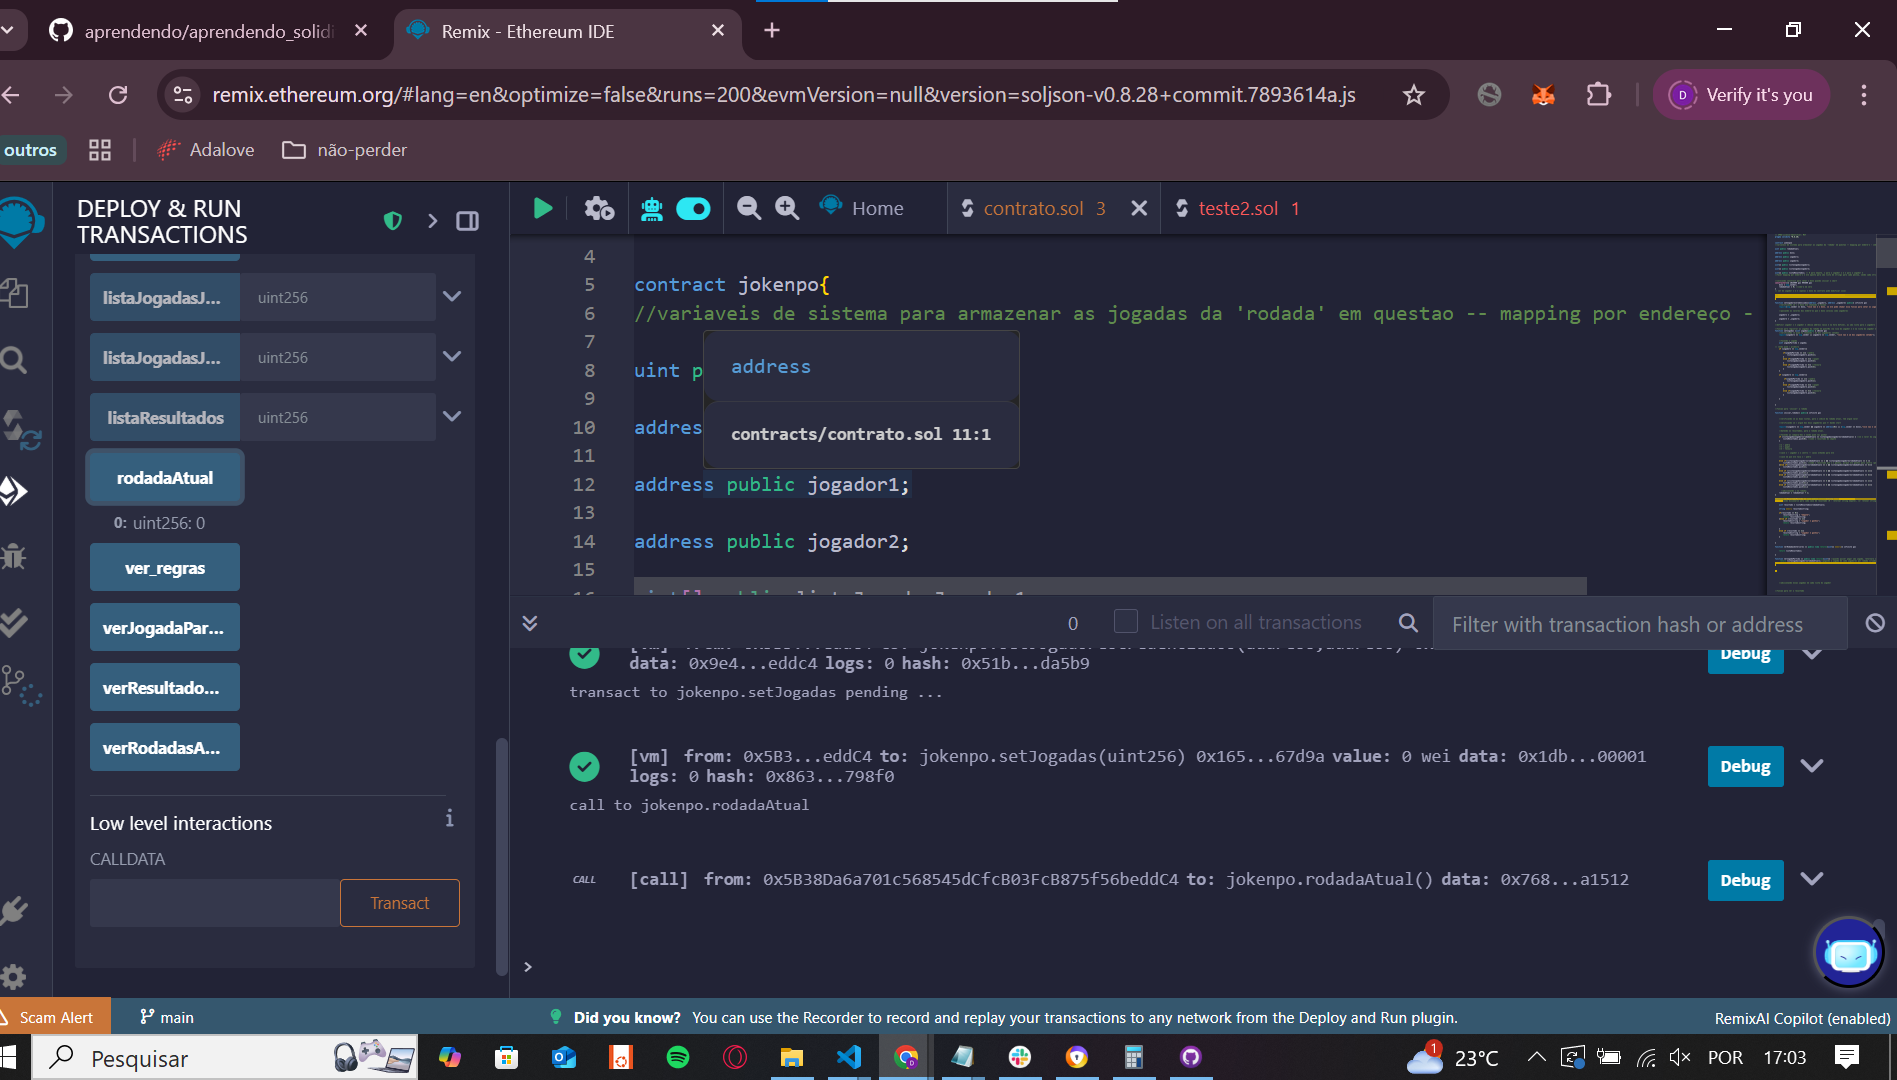 aprendendo/aprendendo_solidi
Remix - Ethereum IDE
remix.ethereum.org/#lang=en&optimize=false&runs=200&evmVersion=null&version=soljson-v0.8.28+commit.7893614a.js
D
Verify it's you
outros
Adalove
não-perder
DEPLOY & RUN
TRANSACTIONS
Home
contrato.sol 3
teste2.sol 1
listaJogadasJ...
uint256
listaJogadasJ...
uint256
listaResultados
uint256
rodadaAtual
0: uint256: 0
ver_regras
verJogadaPar...
verResultado...
verRodadasA...
Low level interactions
i
CALLDATA
Transact
4
5 contract jokenpo{
6 //variaveis de sistema para armazenar as jogadas da 'rodada' em questao -- mapping por endereço -
7
8 uint p
9
10 addres
11
12 address public jogador1;
13
14 address public jogador2;
15
address
contracts/contrato.sol 11:1
0
Listen on all transactions
Filter with transaction hash or address
data: 0x9e4...eddc4 logs: 0 hash: 0x51b...da5b9
Debug
transact to jokenpo.setJogadas pending ...
[vm] from: 0x5B3...eddC4 to: jokenpo.setJogadas(uint256) 0x165...67d9a value: 0 wei data: 0x1db...00001
logs: 0 hash: 0x863...798f0
Debug
call to jokenpo.rodadaAtual
CALL
[call] from: 0x5B38Da6a701c568545dCfcB03FcB875f56beddC4 to: jokenpo.rodadaAtual() data: 0x768...a1512
Debug
>
Scam Alert
main
Did you know? You can use the Recorder to record and replay your transactions to any network from the Deploy and Run plugin.
RemixAI Copilot (enabled)
Pesquisar
1
23°C
POR
17:03